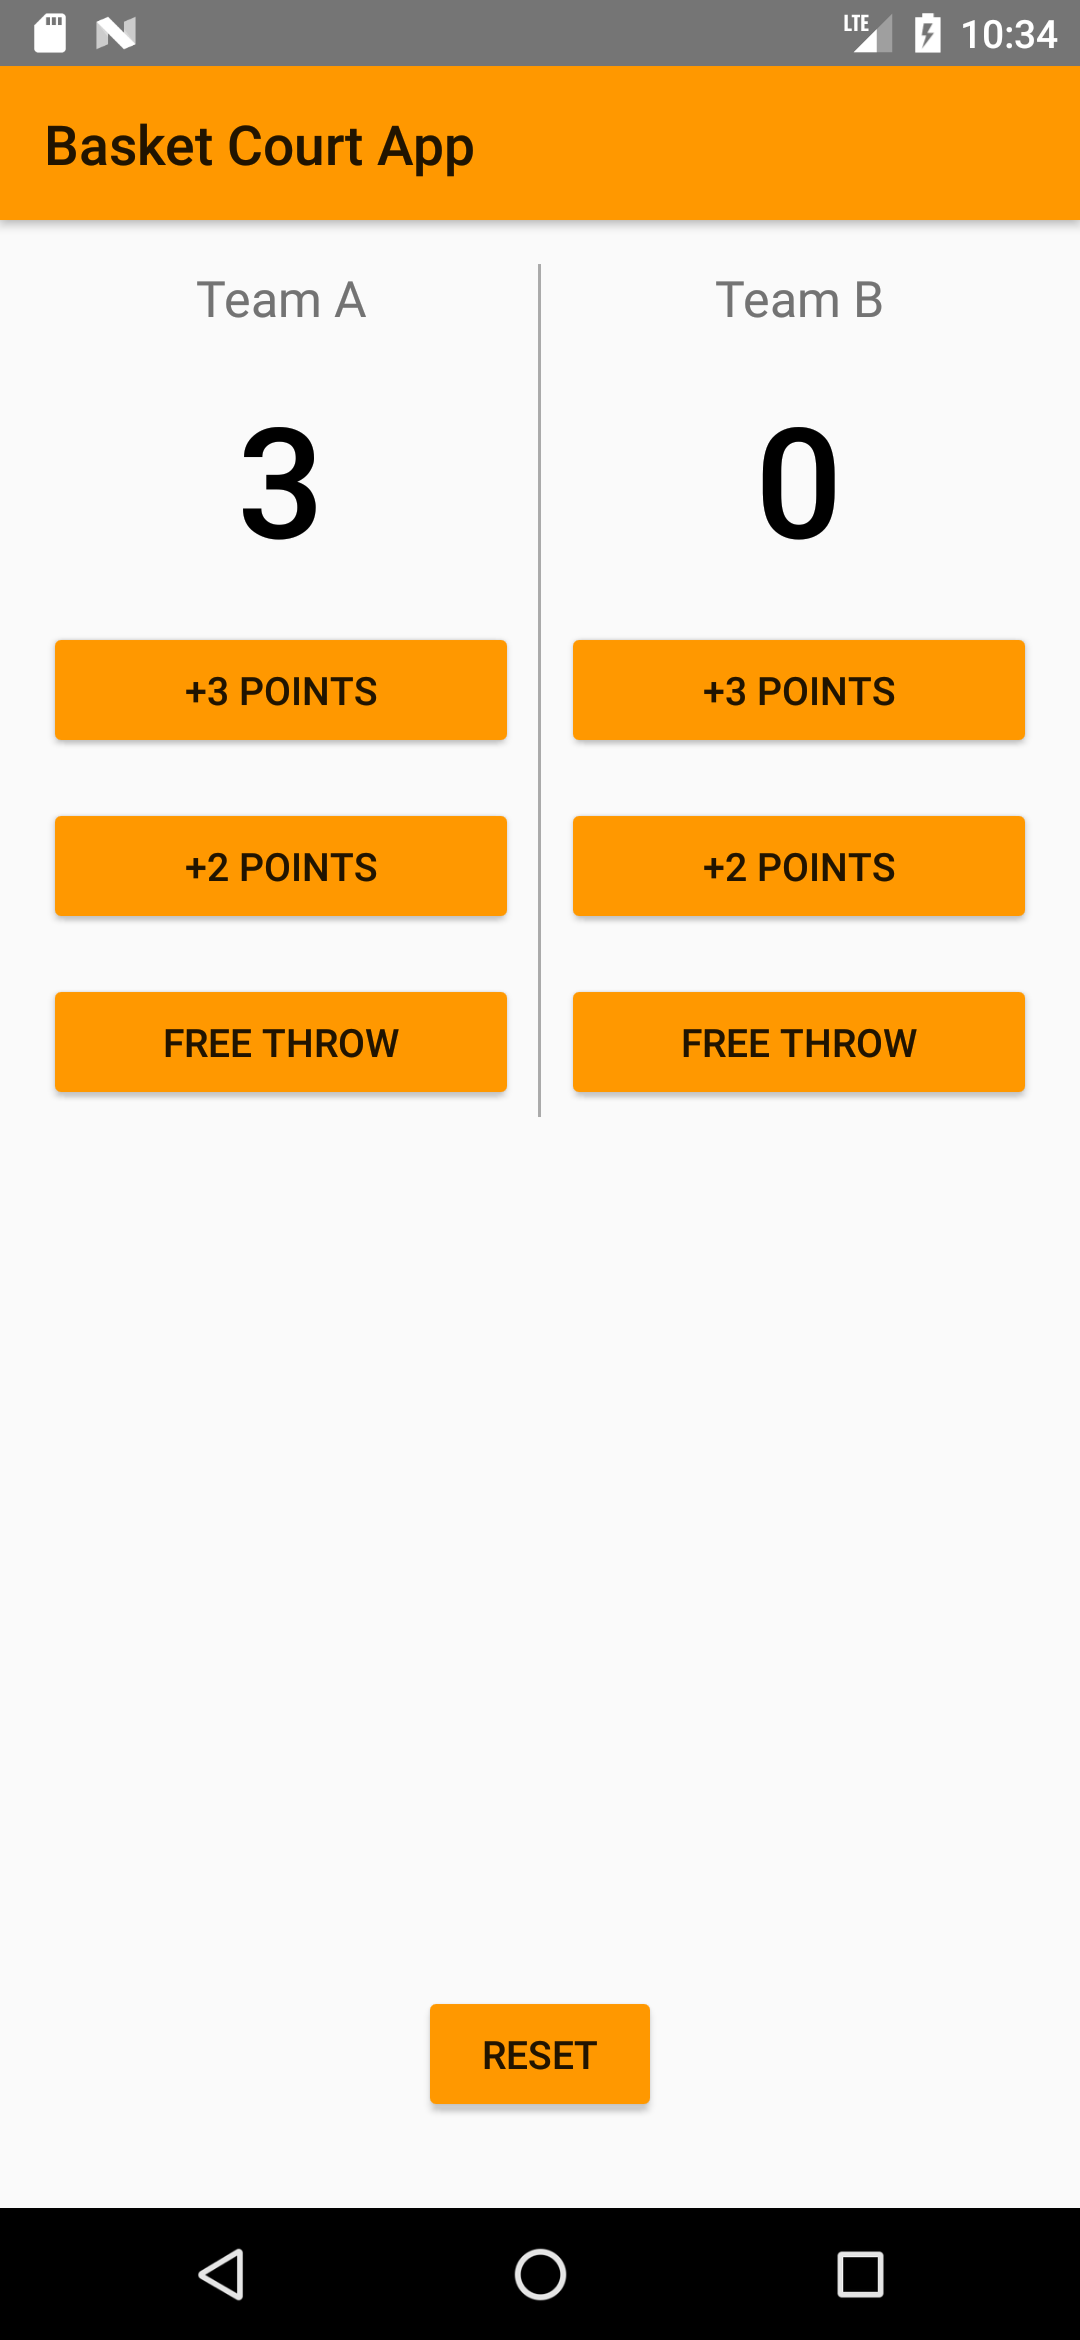 LTE 10:34
Basket Court App
Team A
3
+3 POINTS
+2 POINTS
FREE THROW
Team B
0
+3 POINTS
+2 POINTS
FREE THROW
RESET